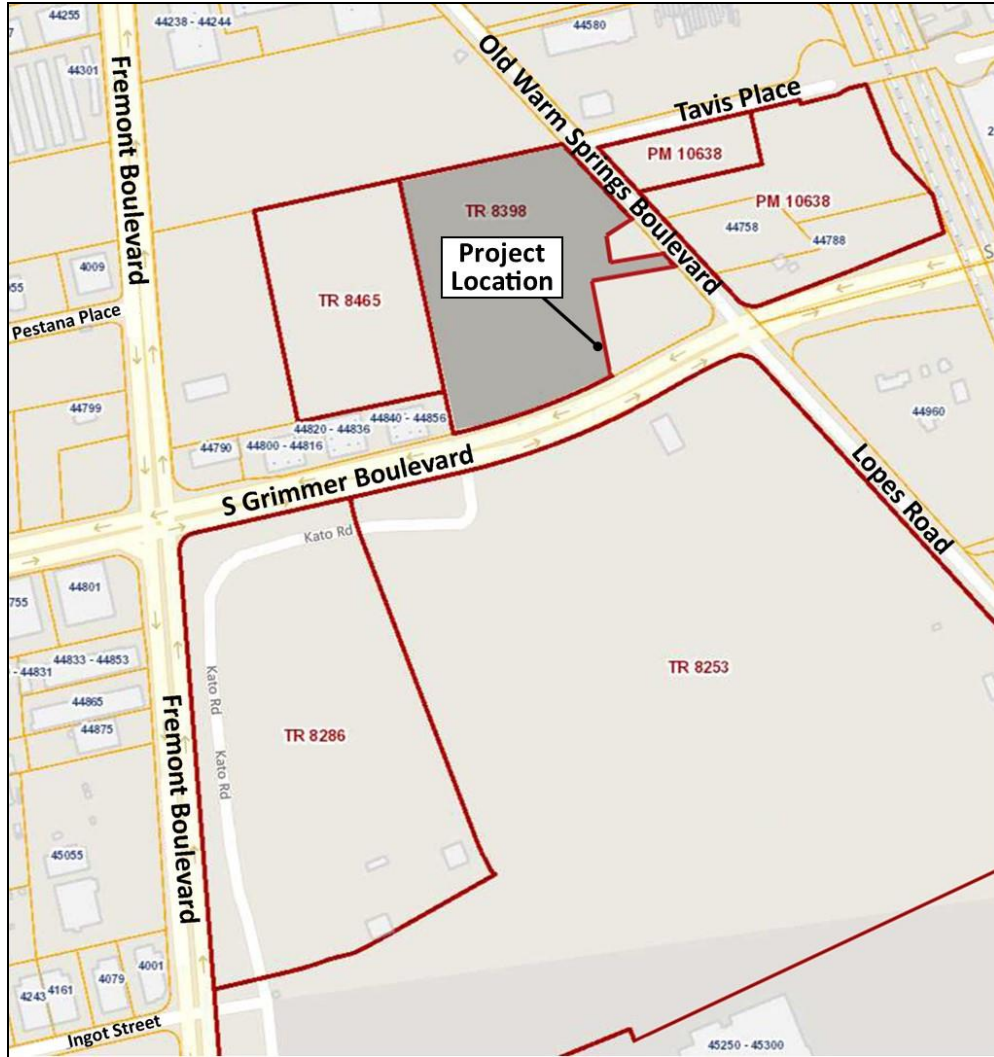 44255
44238 - 44244
44580
44301
Fremont Boulevard
Old Warm Springs Boulevard
Tavis Place
PM 10638
PM 10638
TR 8398
44758
44788
Project
Location
4009
Pestana Place
TR 8465
44799
44790
44800 - 44816
44820 - 44836
44840 - 44856
44960
S Grimmer Boulevard
Lopes Road
Kato Rd
44801
755
44833 - 44853
- 44831
44865
44875
TR 8253
Kato Rd
TR 8286
Kato Rd
Fremont Boulevard
45055
4243
4161
4079
4001
Ingot Street
45250 - 45300